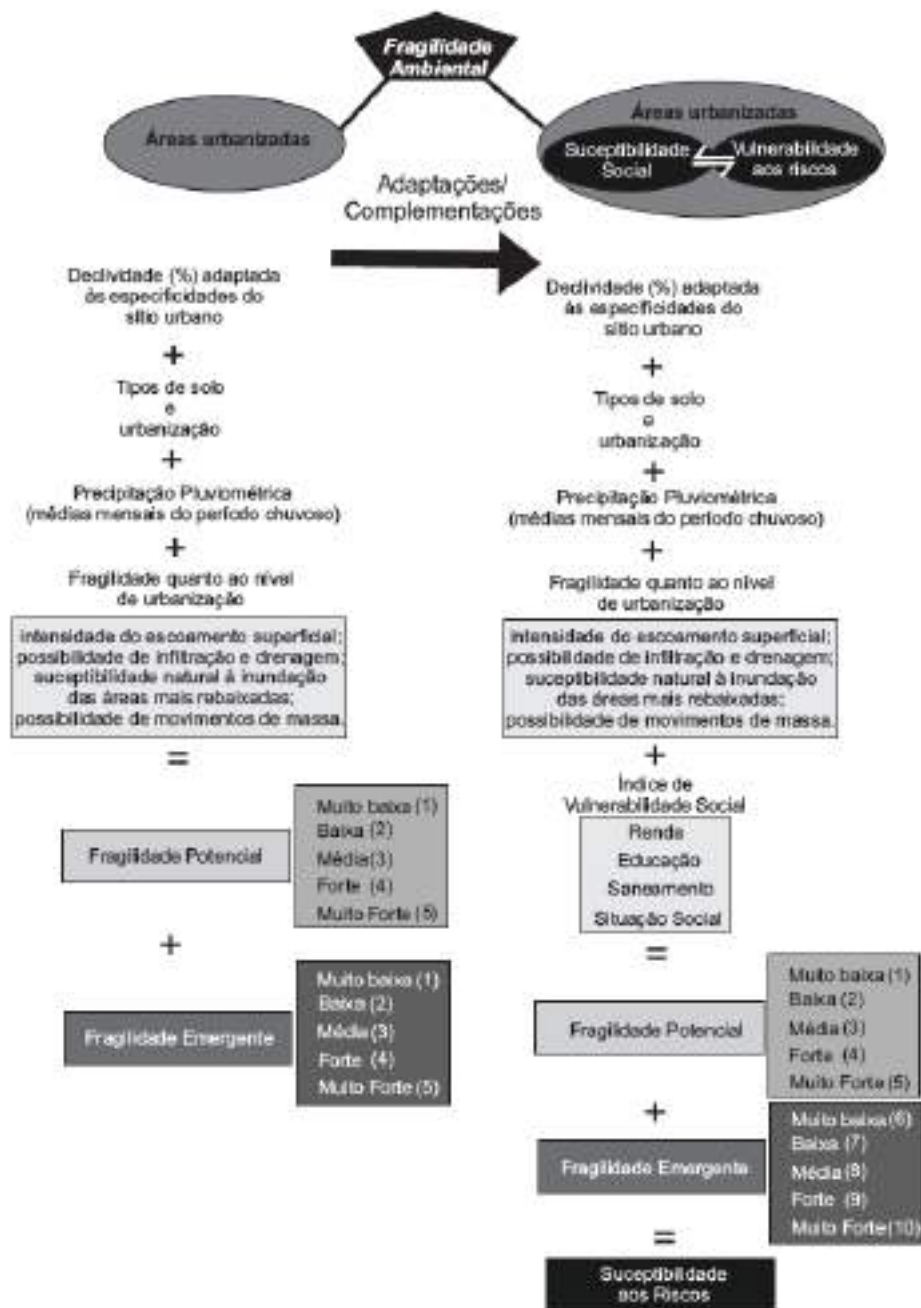 Fragilidade
Ambiental
Áreas urbanizadas
Áreas urbanizadas
Suceptibilidade
Social
Vulnerabilidade
aos riscos
Adaptações/
Complementações
Declividade (%) adaptada
às especificidades do
sítio urbano
+
Tipos de solo
e
urbanização
+
Precipitação Pluviométrica
(médias mensais do período chuvoso)
+
Fragilidade quanto ao nível
de urbanização
intensidade do escoamento superficial;
possibilidade de infiltração e drenagem;
suceptibilidade natural à inundação
das áreas mais rebaixadas;
possibilidade de movimentos de massa.
=
Fragilidade Potencial
Muito baixa (1)
Baixa (2)
Média (3)
Forte (4)
Muito Forte (5)
+
Fragilidade Emergente
Muito baixa (1)
Baixa (2)
Média (3)
Forte (4)
Muito Forte (5)
Declividade (%) adaptada
às especificidades do
sítio urbano
+
Tipos de solo
e
urbanização
+
Precipitação Pluviométrica
(médias mensais do período chuvoso)
+
Fragilidade quanto ao nível
de urbanização
intensidade do escoamento superficial;
possibilidade de infiltração e drenagem;
suceptibilidade natural à inundação
das áreas mais rebaixadas;
possibilidade de movimentos de massa.
+
Índice de
Vulnerabilidade Social
Renda
Educação
Saneamento
Situação Social
=
Fragilidade Potencial
Muito baixa (1)
Baixa (2)
Média (3)
Forte (4)
Muito Forte (5)
+
Fragilidade Emergente
Muito baixa (6)
Baixa (7)
Média (8)
Forte (9)
Muito Forte (10)
=
Suceptibilidade
aos Riscos